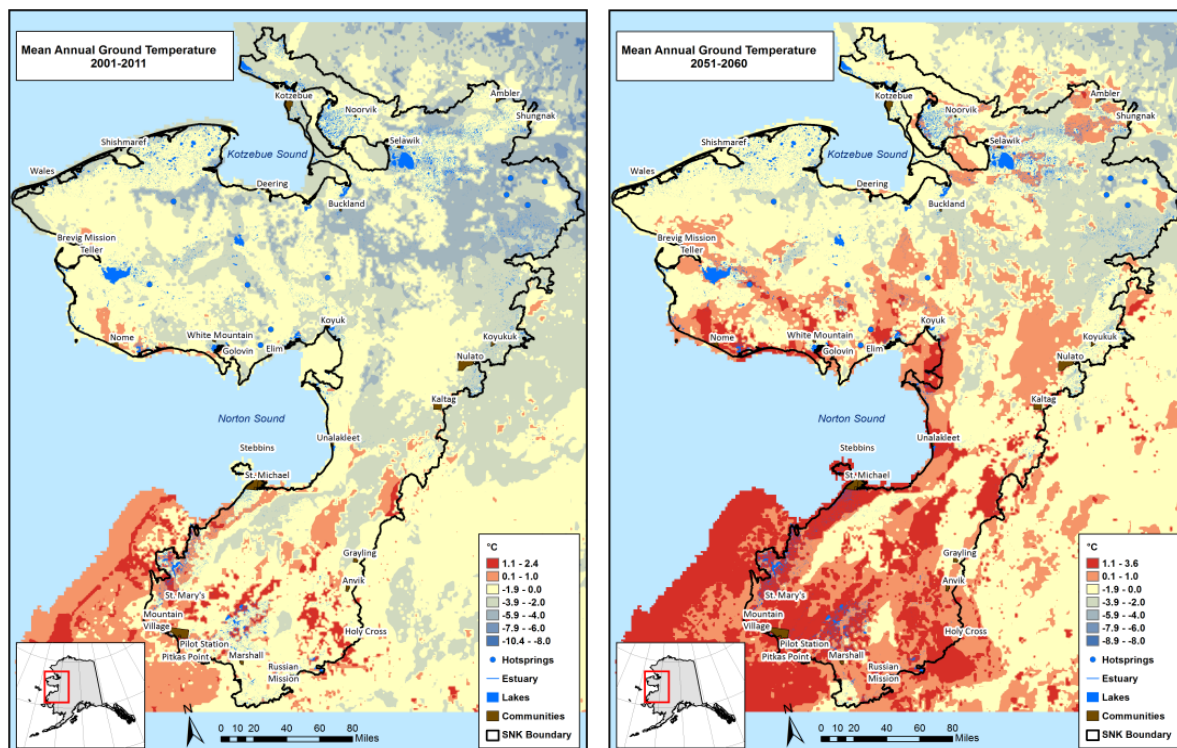 Mean Annual Ground Temperature
2001-2011
Kotzebue
Noorvik
Ambler
Shungnak
Shishmaref
Selawik
Kotzebue Sound
Wales
Deering
Buckland
Brevig Mission
Teller
Nome
White Mountain
Koyuk
Golovin
Elim
Koyukuk
Nulato
Kaltag
Norton Sound
Unalakleet
Stebbins
St. Michael
Grayling
Anvik
St. Mary's
Mountain
Village
Pilot Station
Pitkas Point
Marshall
Holy Cross
Russian
Mission
°C
1.1 - 2.4
0.1 - 1.0
-1.9 - 0.0
-3.9 - -2.0
-5.9 - -4.0
-7.9 - -6.0
-10.4 - -8.0
Hotsprings
Estuary
Lakes
Communities
SNK Boundary
N
0 10 20 40 60 80
Miles
Mean Annual Ground Temperature
2051-2060
Kotzebue
Noorvik
Ambler
Shungnak
Shishmaref
Selawik
Kotzebue Sound
Wales
Deering
Buckland
Brevig Mission
Teller
Nome
White Mountain
Koyuk
Golovin
Elim
Koyukuk
Nulato
Kaltag
Norton Sound
Unalakleet
Stebbins
St. Michael
Grayling
Anvik
St. Mary's
Mountain
Village
Pilot Station
Pitkas Point
Marshall
Holy Cross
Russian
Mission
°C
1.1 - 3.6
0.1 - 1.0
-1.9 - 0.0
-3.9 - -2.0
-5.9 - -4.0
-7.9 - -6.0
-8.9 - -8.0
Hotsprings
Estuary
Lakes
Communities
SNK Boundary
N
0 10 20 40 60 80
Miles